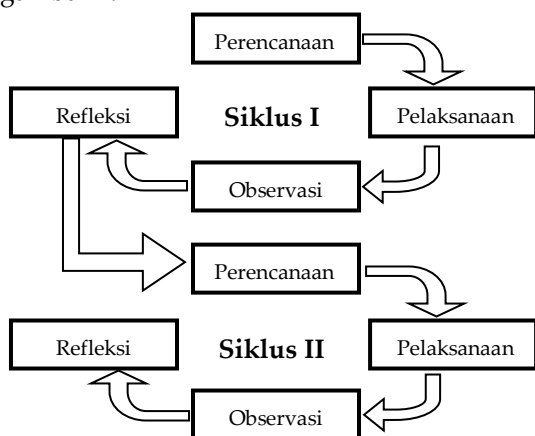 Perencanaan
Refleksi
Siklus I
Pelaksanaan
Observasi
Perencanaan
Refleksi
Siklus II
Pelaksanaan
Observasi